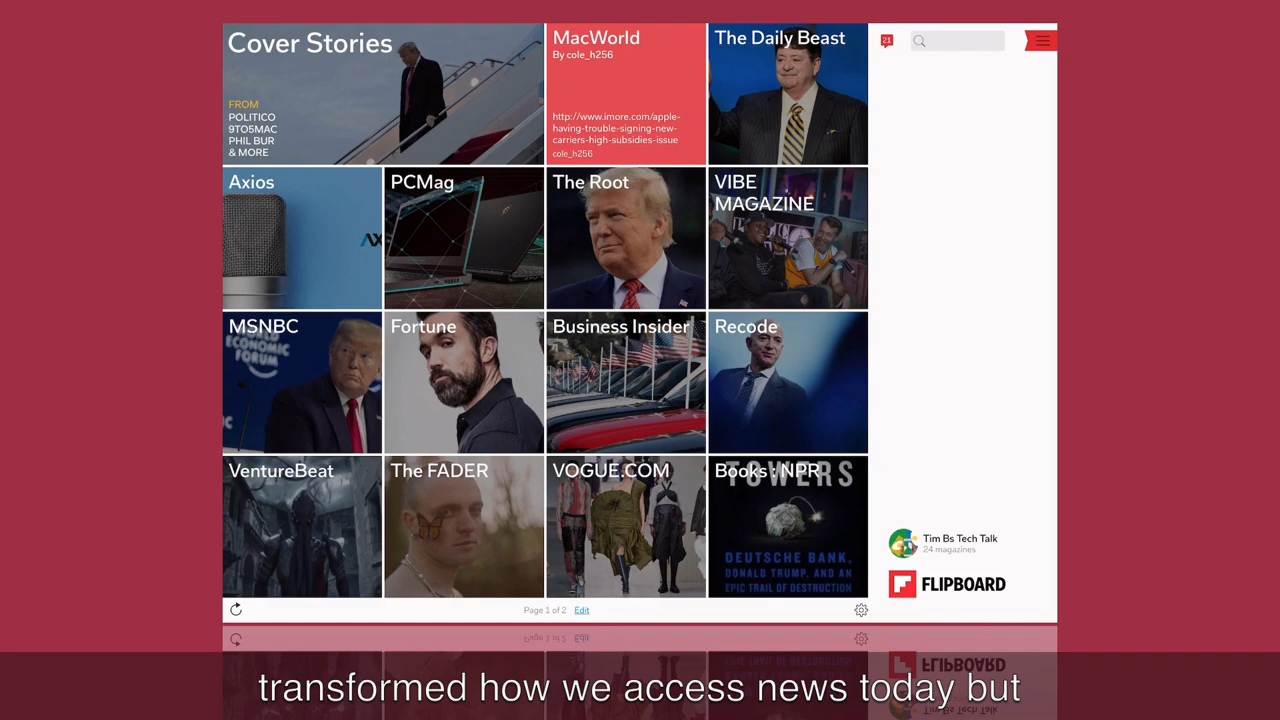 Cover Stories
FROM
POLITICO
9TO5MAC
PHIL BUR
& MORE
MacWorld
By cole_h256
http://www.imore.com/apple-
having-trouble-signing-new-
carriers-high-subsidies-issue
cole_h256
The Daily Beast
21
Axios
PCMag
The Root
VIBE
MAGAZINE
MSNBC
WORLD
ECONOMIC
FORUM
Fortune
Business Insider
Recode
VentureBeat
The FADER
VOGUE.COM
Books : NPR
TOWERS
DEUTSCHE BANK,
DONALD TRUMP, AND AN
EPIC TRAIL OF DESTRUCTION
Tim Bs Tech Talk
24 magazines
FLIPBOARD
Page 1 of 2 Edit
transformed how we access news today but